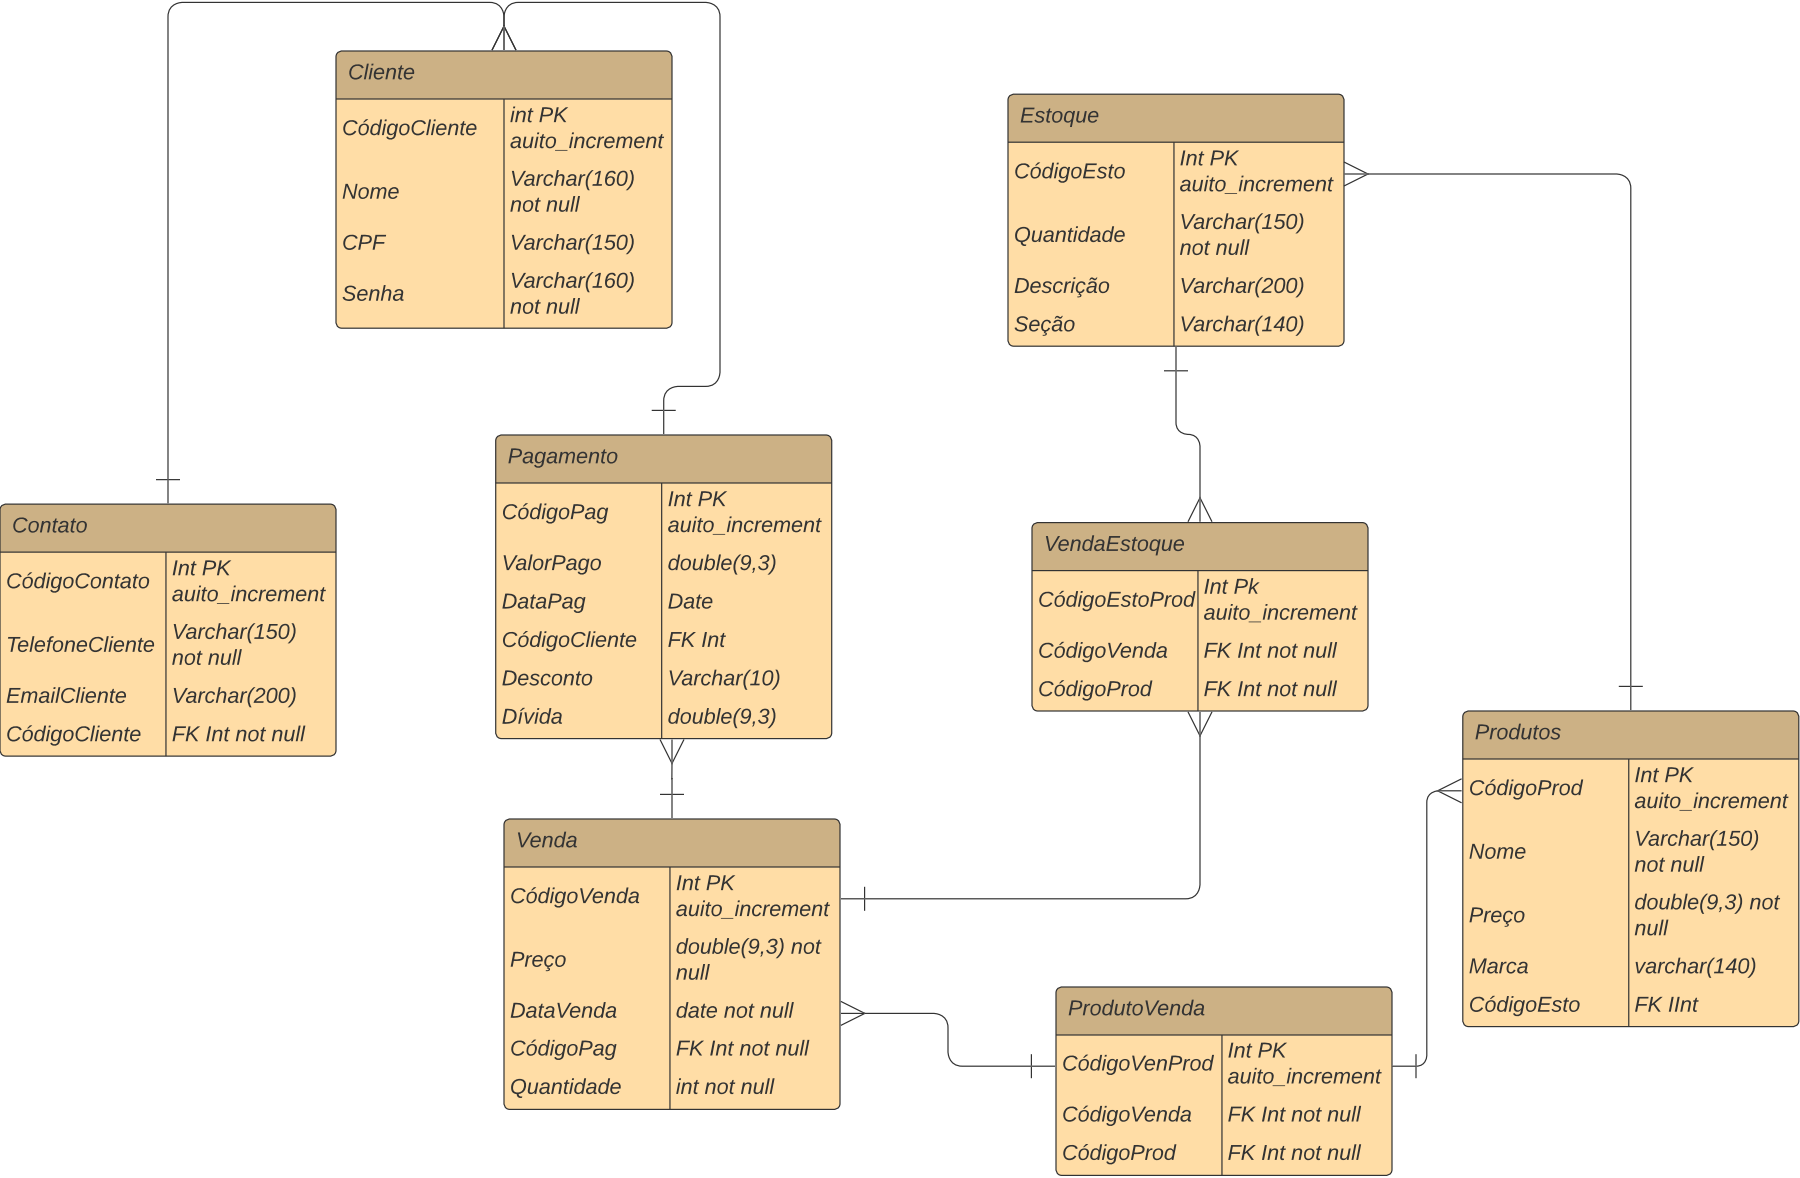 Cliente
CódigoCliente
int PK
auito_increment
Nome
Varchar(160)
not null
CPF
Varchar(150)
Senha
Varchar(160)
not null
Estoque
CódigoEsto
Int PK
auito_increment
Quantidade
Varchar(150)
not null
Descrição
Varchar(200)
Seção
Varchar(140)
Pagamento
CódigoPag
Int PK
auito_increment
ValorPago
double(9,3)
DataPag
Date
CódigoCliente
FK Int
Desconto
Varchar(10)
Dívida
double(9,3)
Contato
CódigoContato
Int PK
auito_increment
TelefoneCliente
Varchar(150)
not null
EmailCliente
Varchar(200)
CódigoCliente
FK Int not null
VendaEstoque
CódigoEstoProd
Int Pk
auito_increment
CódigoVenda
FK Int not null
CódigoProd
FK Int not null
Produtos
CódigoProd
Int PK
auito_increment
Nome
Varchar(150)
not null
Preço
double(9,3) not
null
Marca
varchar(140)
CódigoEsto
FK IInt
Venda
CódigoVenda
Int PK
auito_increment
Preço
double(9,3) not
null
DataVenda
date not null
CódigoPag
FK Int not null
Quantidade
int not null
ProdutoVenda
CódigoVenProd
Int PK
auito_increment
CódigoVenda
FK Int not null
CódigoProd
FK Int not null